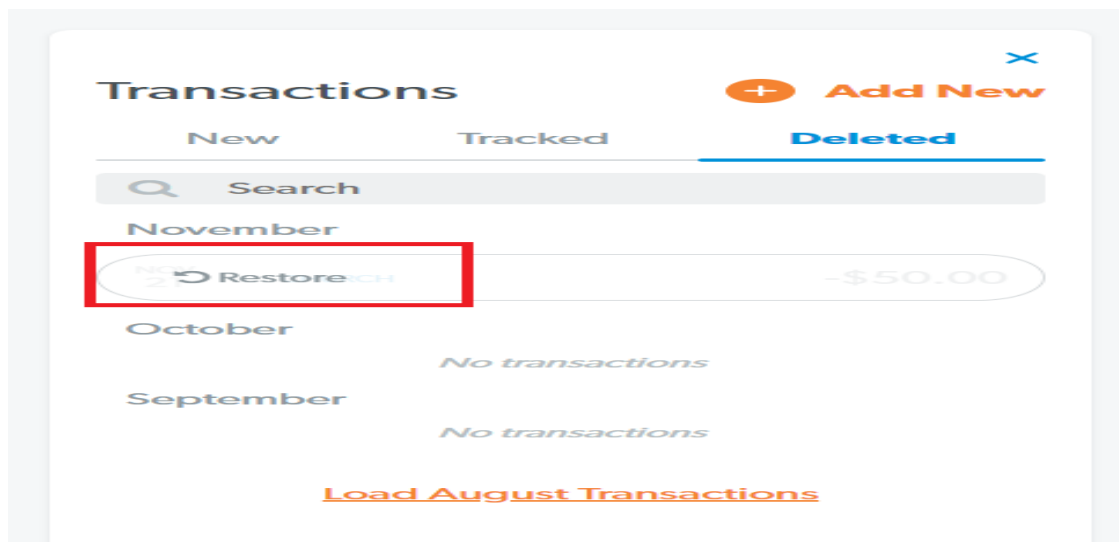 Transactions
+ Add New
New Tracked Deleted
Search
November
Restore -$50.00
October
No transactions
September
No transactions
Load August Transactions